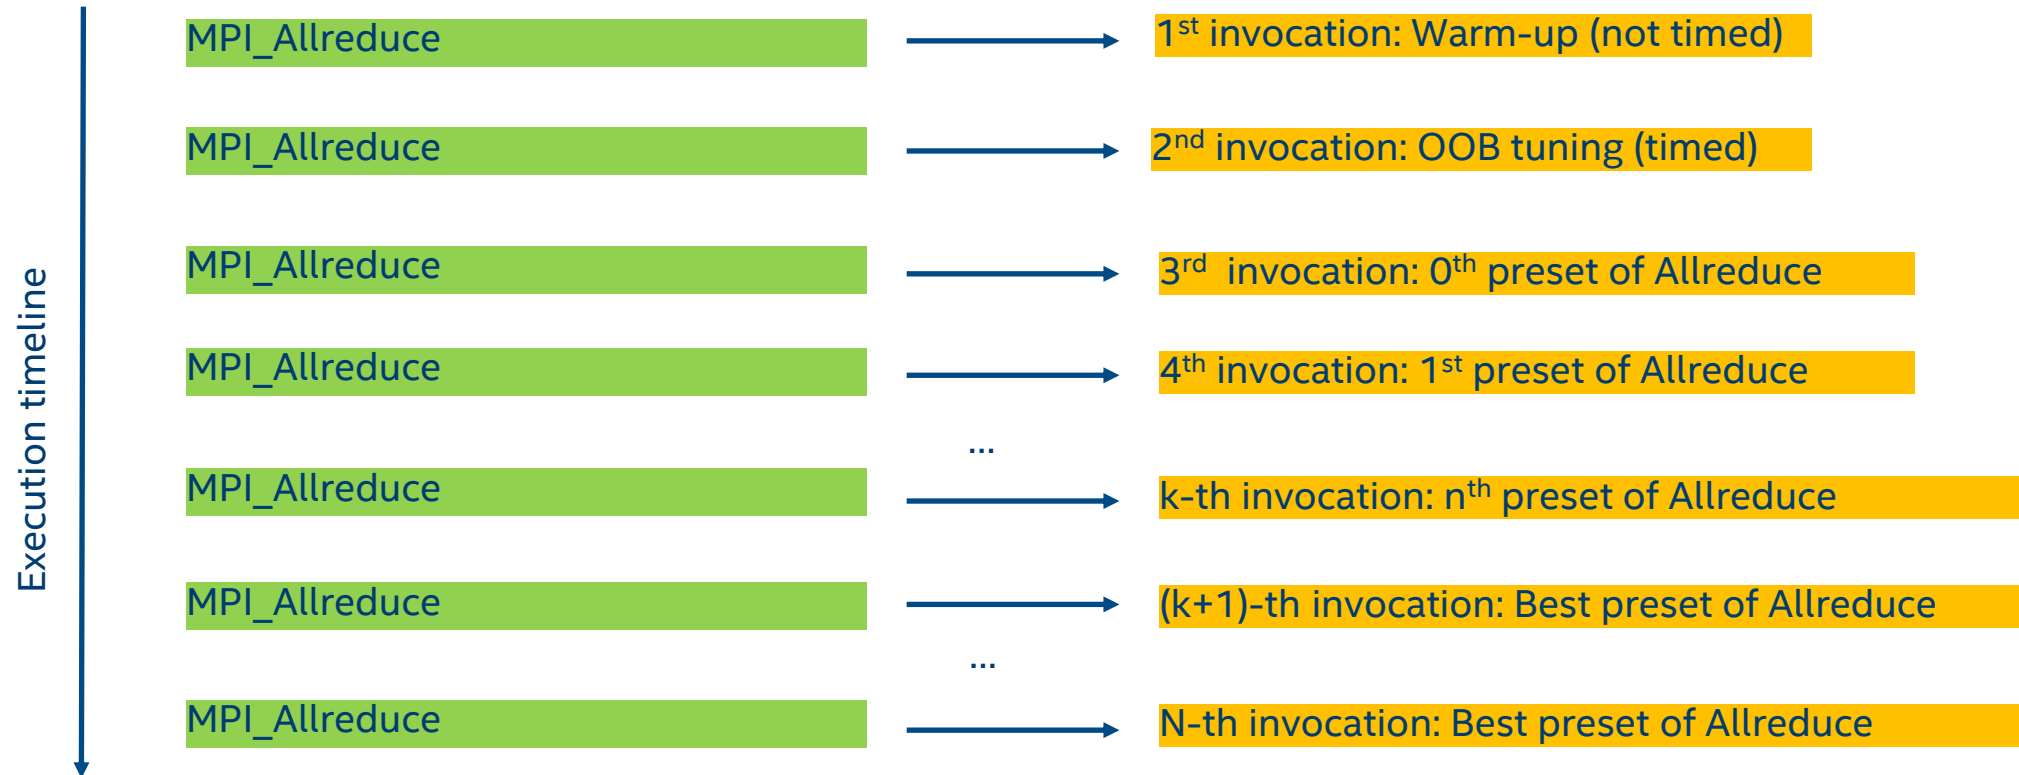 Execution timeline
MPI_Allreduce
1st invocation: Warm-up (not timed)
MPI_Allreduce
2nd invocation: OOB tuning (timed)
MPI_Allreduce
3rd invocation: 0th preset of Allreduce
MPI_Allreduce
4th invocation: 1st preset of Allreduce
...
MPI_Allreduce
k-th invocation: nth preset of Allreduce
MPI_Allreduce
(k+1)-th invocation: Best preset of Allreduce
...
MPI_Allreduce
N-th invocation: Best preset of Allreduce